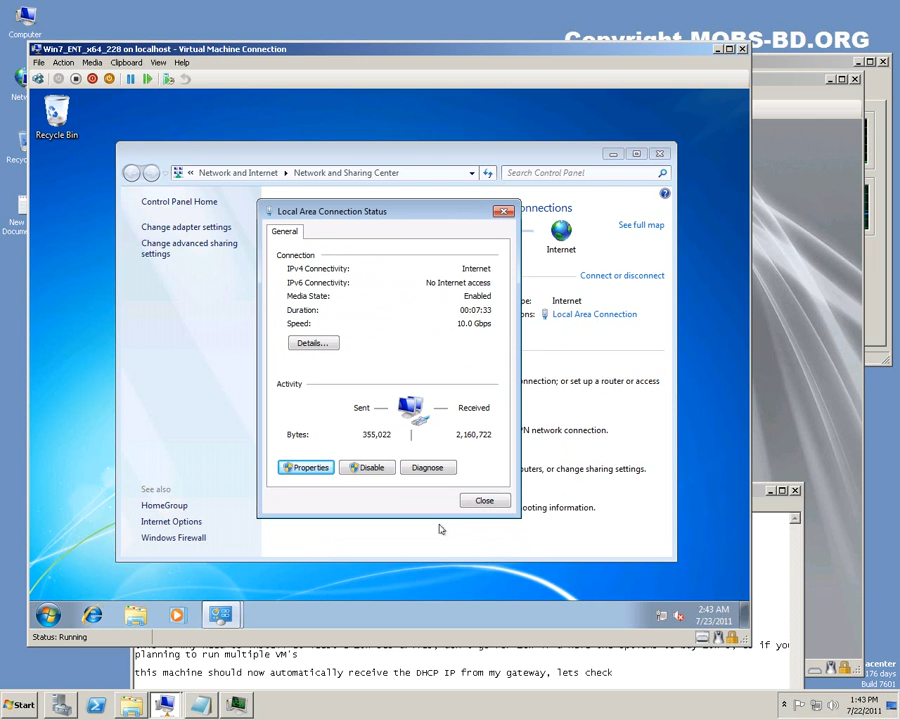 Computer
Copyright MOBS-BD.ORG
Win7_ENT_x64_228 on localhost - Virtual Machine Connection
File Action Media Clipboard View Help
Recycle Bin
Network and Internet Network and Sharing Center
Search Control Panel
Control Panel Home
Change adapter settings
Change advanced sharing
settings
See also
HomeGroup
Internet Options
Windows Firewall
Local Area Connection Status
General
Connection
IPv4 Connectivity: Internet
IPv6 Connectivity: No Internet access
Media State: Enabled
Duration: 00:07:33
Speed: 10.0 Gbps
Details...
Activity
Sent Received
Bytes: 355,022 2,160,722
Properties Disable Diagnose
Close
See full map
Internet
Connect or disconnect
Internet
Local Area Connection
or set up a router or access
network connection.
or change sharing settings.
information.
2:43 AM
7/23/2011
Status: Running
New
planning to run multiple VM's
this machine should now automatically receive the DHCP IP from my gateway, lets check
176 days
Build 7601
Start
1:43 PM
7/22/2011